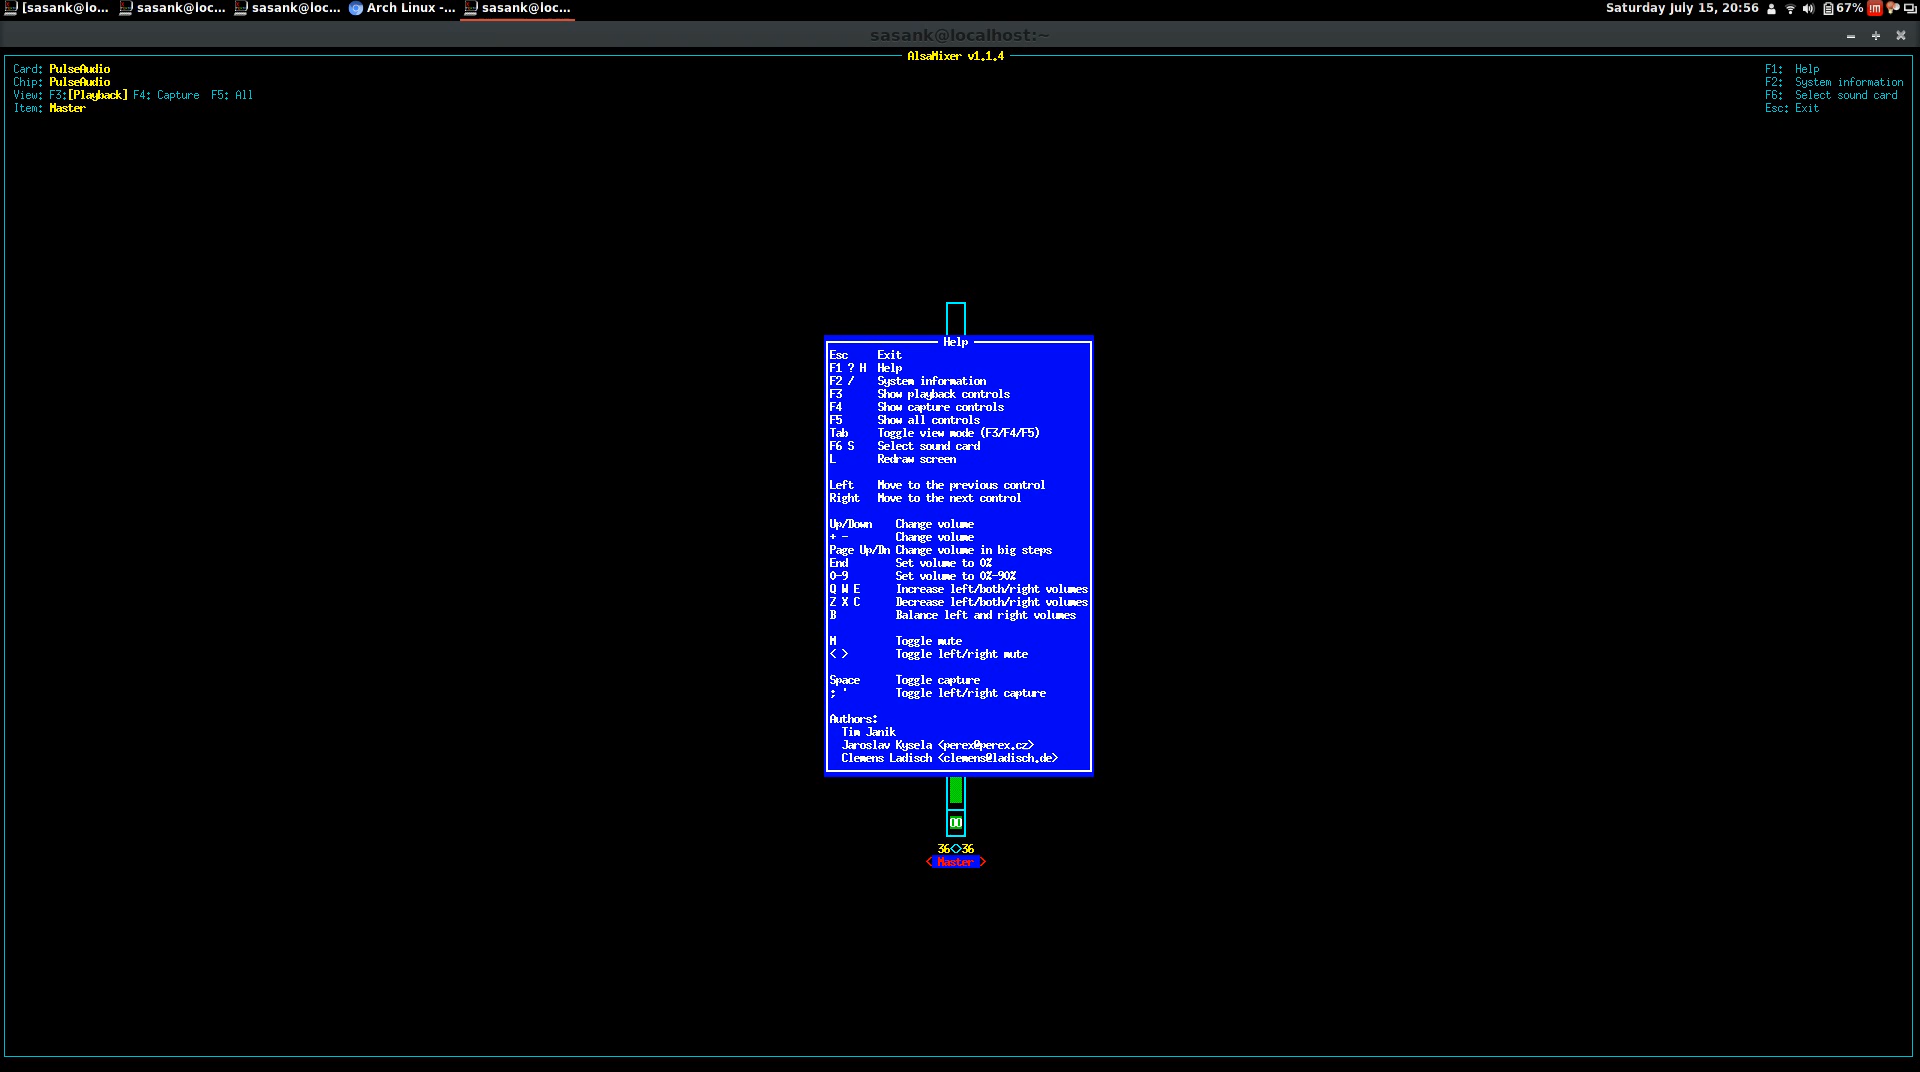 [sasank@lo... sasank@loc... sasank@loc... Arch Linux -... sasank@loc... Saturday July 15, 20:56 67% !m
sasank@localhost:~
AlsaMixer v1.1.4
Card: PulseAudio F1: Help
Chip: PulseAudio F2: System information
View: F3:[Playback] F4: Capture F5: All F6: Select sound card
Item: Master Esc: Exit
Help
Esc Exit
F1 ? H Help
F2 / System information
F3 Show playback controls
F4 Show capture controls
F5 Show all controls
Tab Toggle view mode (F3/F4/F5)
F6 S Select sound card
L Redraw screen
Left Move to the previous control
Right Move to the next control
Up/Down Change volume
+ - Change volume
Page Up/Dn Change volume in big steps
End Set volume to 0%
0-9 Set volume to 0%-90%
Q W E Increase left/both/right volumes
Z X C Decrease left/both/right volumes
B Balance left and right volumes
M Toggle mute
< > Toggle left/right mute
Space Toggle capture
; ' Toggle left/right capture
Authors:
Tim Janik
Jaroslav Kysela <perex@perex.cz>
Clemens Ladisch <clemens@ladisch.de>
OO
36<>36
< Master >